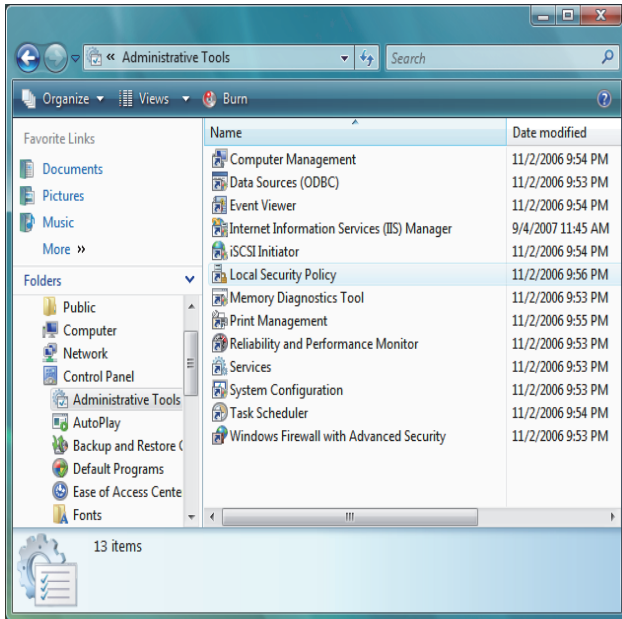 « Administrative Tools
Search
Organize Views Burn
Favorite Links
Documents
Pictures
Music
More »
Folders
Public
Computer
Network
Control Panel
Administrative Tools
AutoPlay
Backup and Restore C
Default Programs
Ease of Access Cente
Fonts
Name Date modified
Computer Management 11/2/2006 9:54 PM
Data Sources (ODBC) 11/2/2006 9:53 PM
Event Viewer 11/2/2006 9:54 PM
Internet Information Services (IIS) Manager 9/4/2007 11:45 AM
iSCSI Initiator 11/2/2006 9:54 PM
Local Security Policy 11/2/2006 9:56 PM
Memory Diagnostics Tool 11/2/2006 9:53 PM
Print Management 11/2/2006 9:55 PM
Reliability and Performance Monitor 11/2/2006 9:53 PM
Services 11/2/2006 9:53 PM
System Configuration 11/2/2006 9:53 PM
Task Scheduler 11/2/2006 9:54 PM
Windows Firewall with Advanced Security 11/2/2006 9:53 PM
13 items